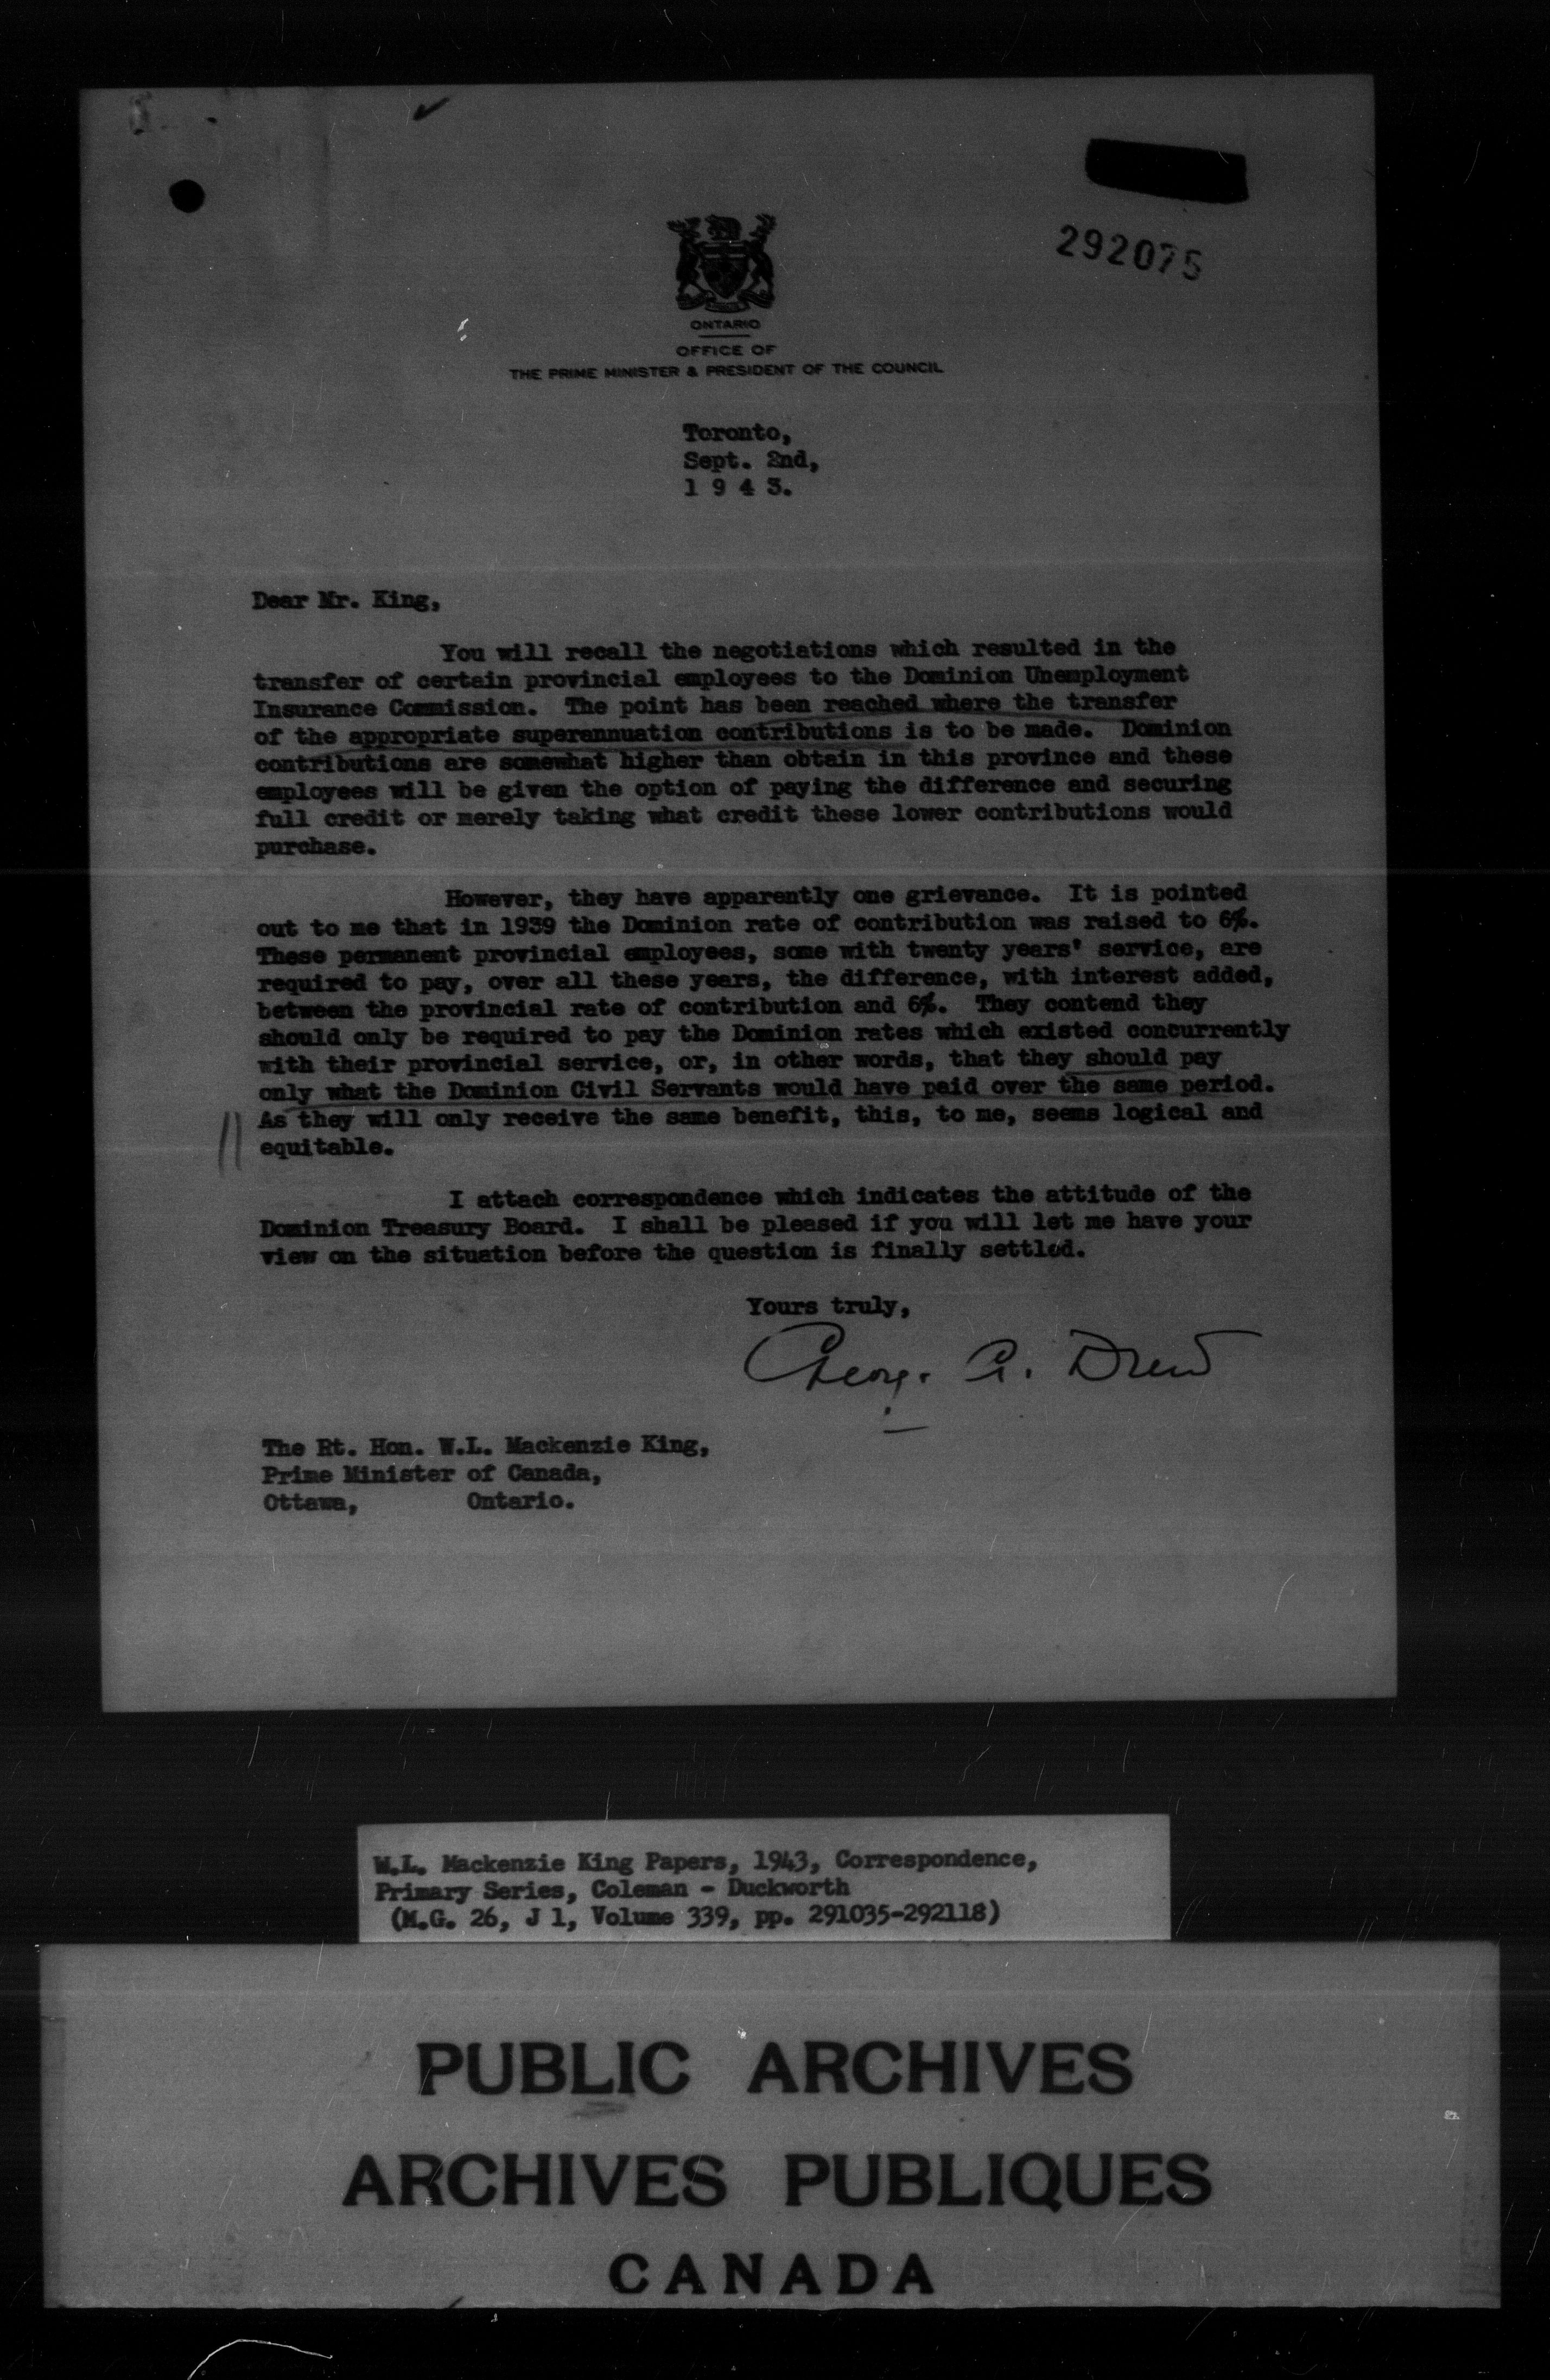 292075
ONTARIO
OFFICE OF
THE PRIME MINISTER & PRESIDENT OF THE COUNCIL
Toronto,
Sept. 2nd,
1 9 4 3.
Dear Mr. King,
You will recall the negotiations which resulted in the
transfer of certain provincial employees to the Dominion Unemployment
Insurance Commission. The point has been reached where the transfer
of the appropriate superannuation contributions is to be made. Dominion
contributions are somewhat higher than obtain in this province and these
employees will be given the option of paying the difference and securing
full credit or merely taking what credit these lower contributions would
purchase.
However, they have apparently one grievance. It is pointed
out to me that in 1939 the Dominion rate of contribution was raised to 6%.
These permanent provincial employees, some with twenty years' service, are
required to pay, over all these years, the difference, with interest added,
between the provincial rate of contribution and 6%. They contend they
should only be required to pay the Dominion rates which existed concurrently
with their provincial service, or, in other words, that they should pay
only what the Dominion Civil Servants would have paid over the same period.
As they will only receive the same benefit, this, to me, seems logical and
equitable.
I attach correspondence which indicates the attitude of the
Dominion Treasury Board. I shall be pleased if you will let me have your
view on the situation before the question is finally settled.
Yours truly,
George A. Drew
The Rt. Hon. W.L. Mackenzie King,
Prime Minister of Canada,
Ottawa, Ontario.
W.L. Mackenzie King Papers, 1943, Correspondence,
Primary Series, Coleman - Duckworth
(M.G. 26, J 1, Volume 339, pp. 291035-292118)
PUBLIC ARCHIVES
ARCHIVES PUBLIQUES
CANADA